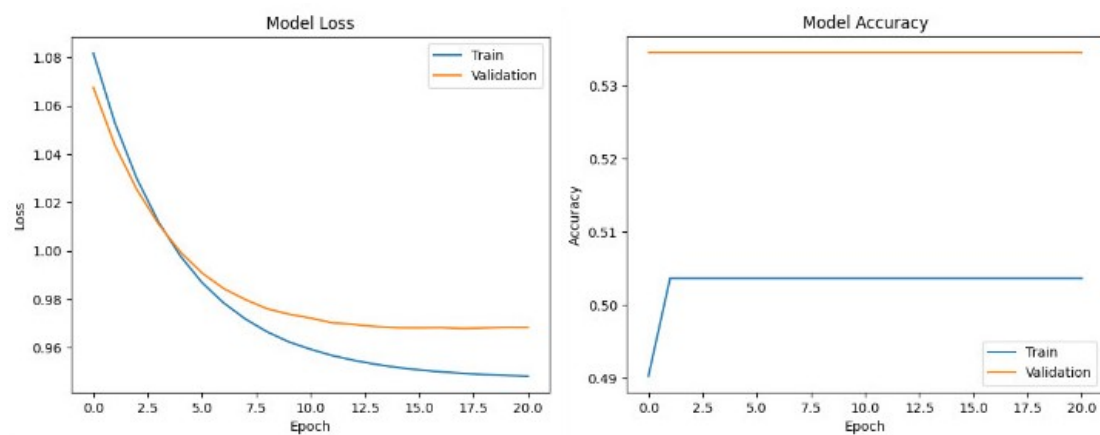 Model Loss
1.08
1.06
1.04
1.02
1.00
0.98
0.96
Loss
Train
Validation
0.0 2.5 5.0 7.5 10.0 12.5 15.0 17.5 20.0
Epoch
Model Accuracy
0.53
0.52
0.51
0.50
0.49
Accuracy
Train
Validation
0.0 2.5 5.0 7.5 10.0 12.5 15.0 17.5 20.0
Epoch